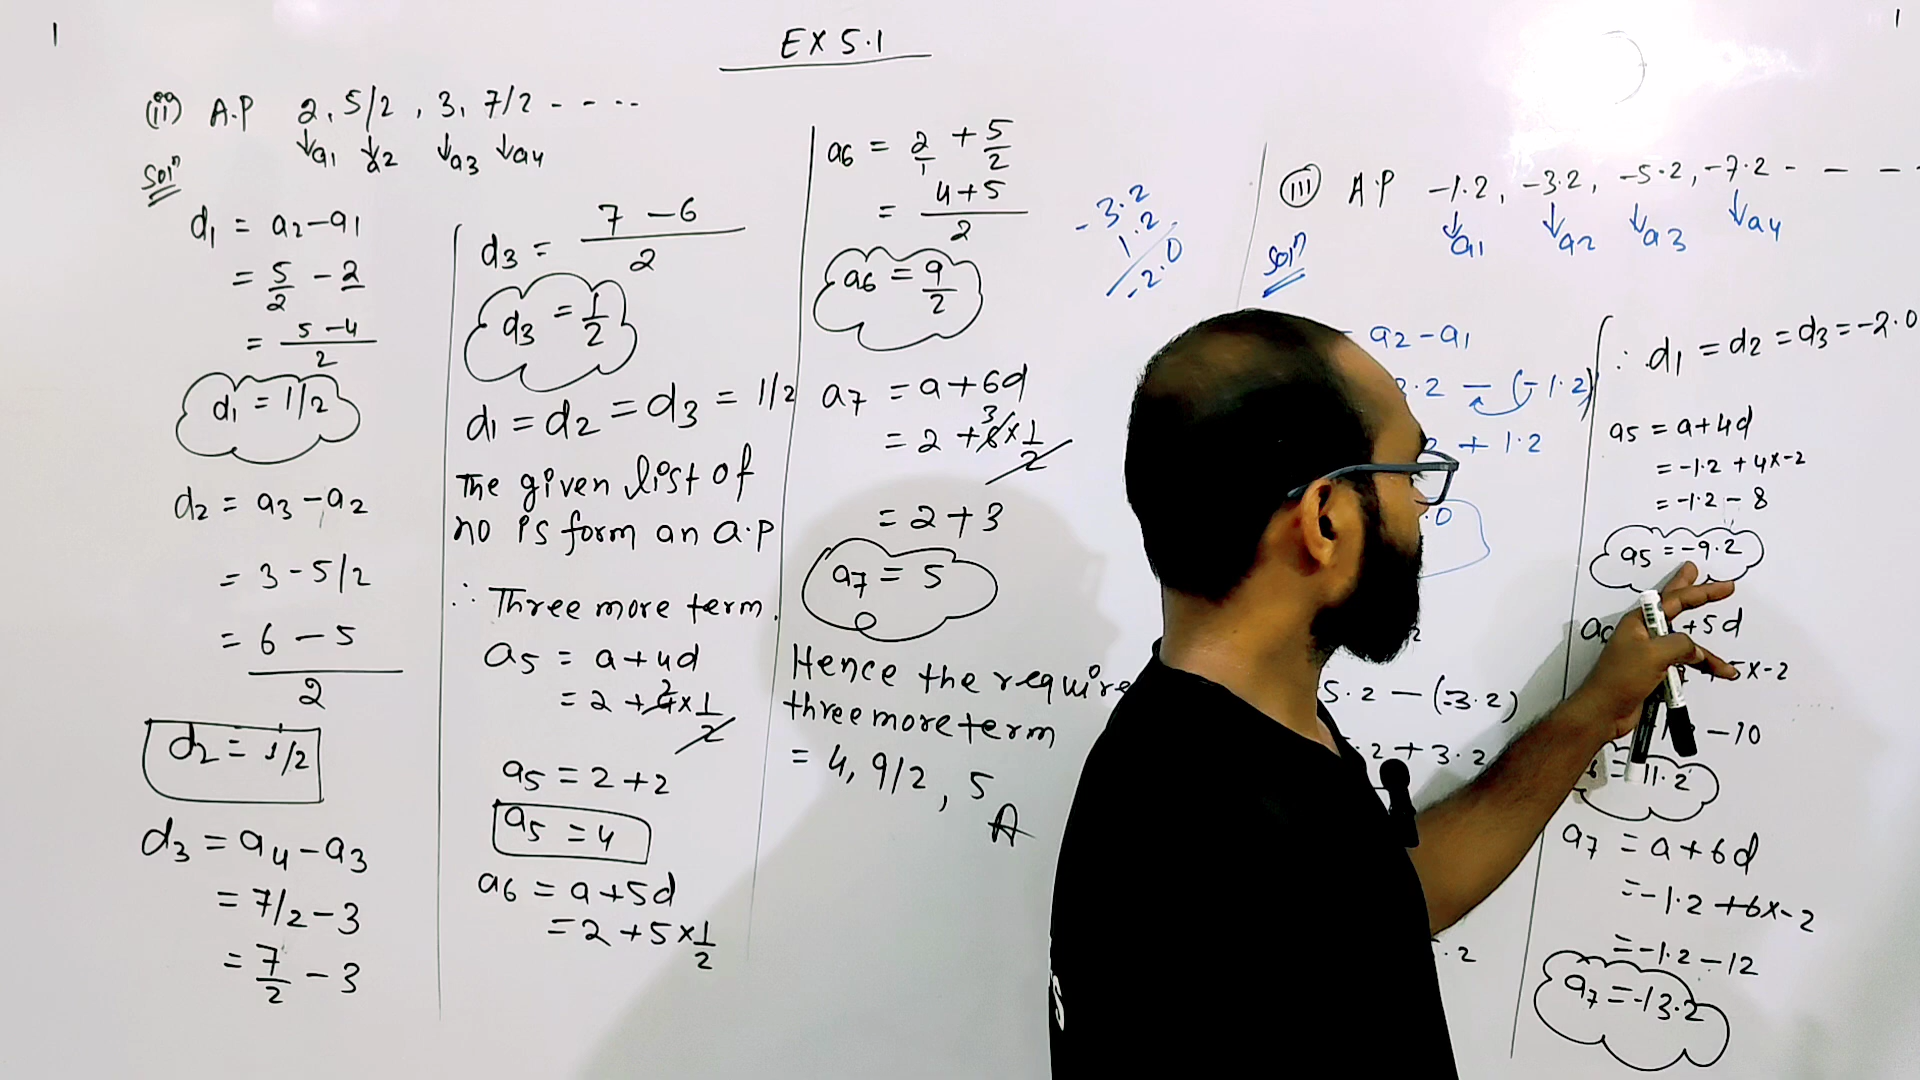 EX 5.1
(ii) A.P 2, 5/2, 3, 7/2 - - - -
↓a1 ↓a2 ↓a3 ↓a4
Solⁿ
d1 = a2-a1
= 5/2 - 2
= 5-4/2
d1 = 1/2
d2 = a3-a2
= 3-5/2
= 6-5/2
d2 = 1/2
d3 = a4-a3
= 7/2-3
= 7/2 - 3
d3 = 7-6/2
d3 = 1/2
d1 = d2 = d3 = 1/2
The given list of
no is form an a.p
∴ Three more term.
a5 = a+4d
= 2+4×1/2
a5 = 2+2
a5 = 4
a6 = a+5d
= 2+5×1/2
a6 = 2/1 + 5/2
= 4+5/2
a6 = 9/2
a7 = a+6d
= 2+6×1/2
= 2+3
a7 = 5
Hence the require
three more term
= 4, 9/2, 5
A
-3.2
1.2
-2.0
(iii) A.P -1.2, -3.2, -5.2, -7.2 - - -
↓a1 ↓a2 ↓a3 ↓a4
Solⁿ
= a2-a1
.2 - (-1.2)
+ 1.2
.0
5.2 - (-3.2)
.2 + 3.2
.2
∴ d1 = d2 = d3 = -2.0
a5 = a+4d
= -1.2 + 4x-2
= -1.2 - 8
a5 = -9.2
+5d
5x-2
-10
11.2
a7 = a+6d
= -1.2 +6x-2
= -1.2-12
a7 = -13.2